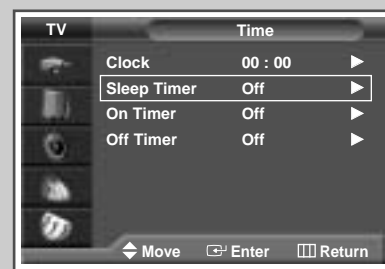 TV Time
Clock 00 : 00
Sleep Timer Off
On Timer Off
Off Timer Off
Move Enter Return